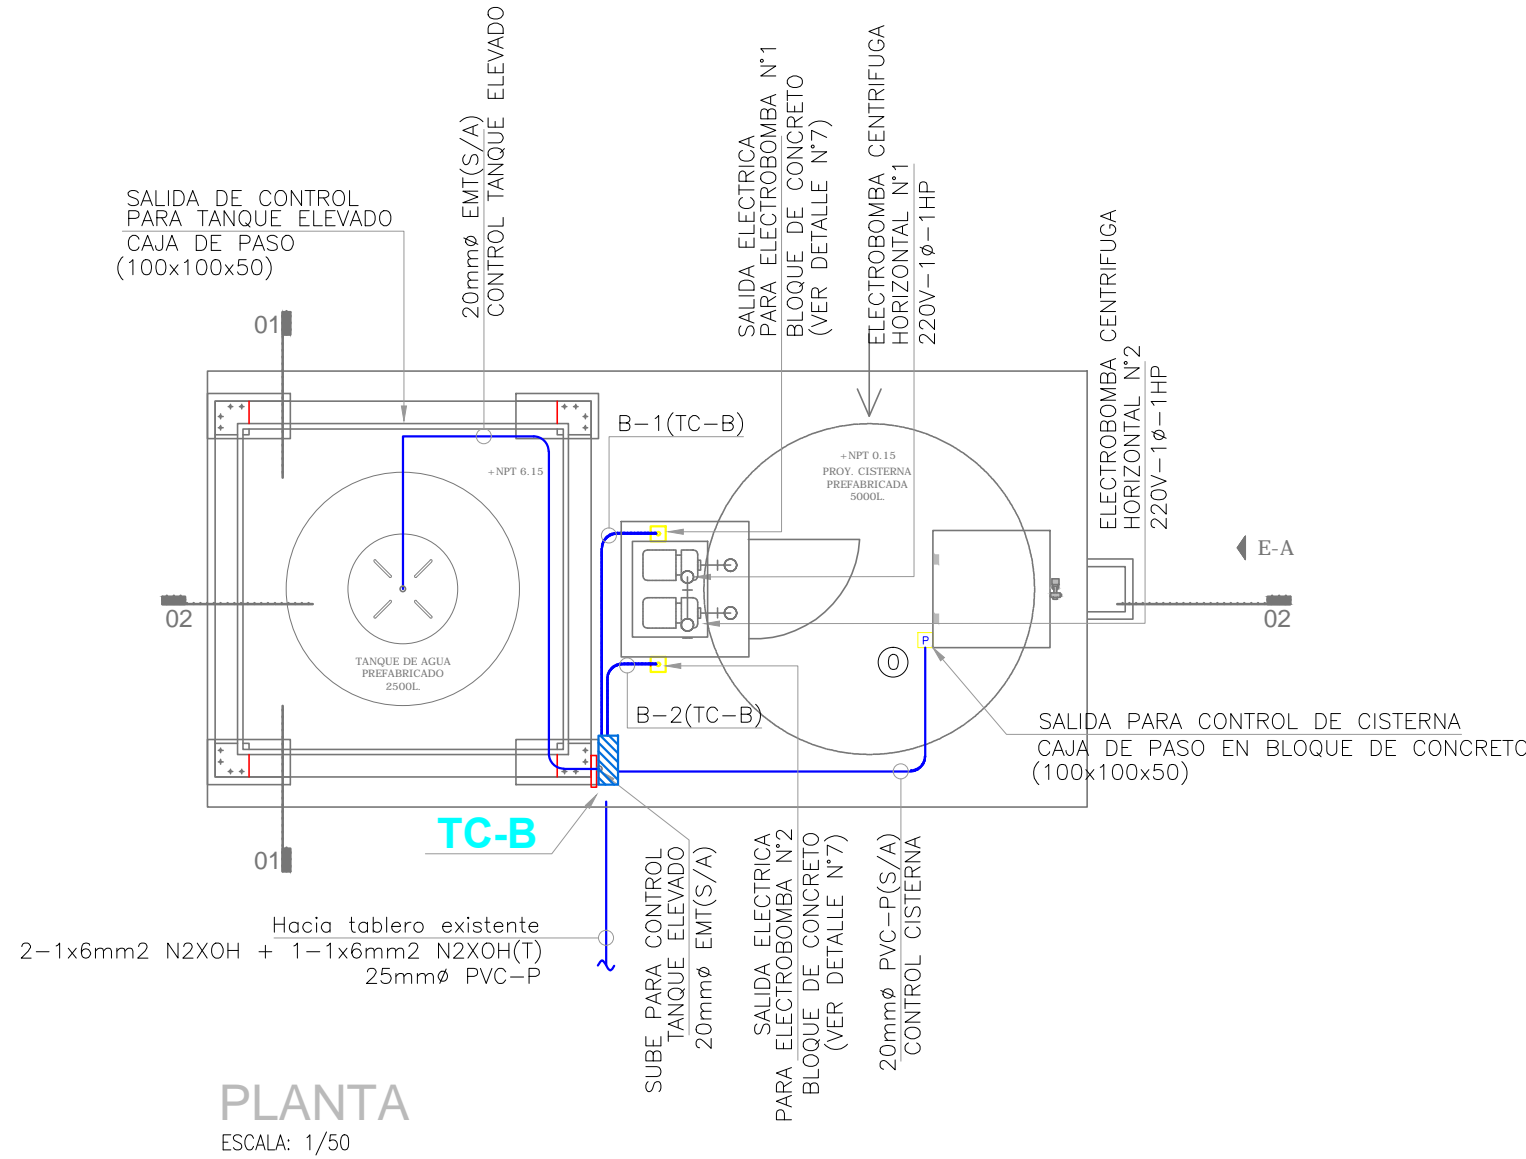 SALIDA DE CONTROL
PARA TANQUE ELEVADO
CAJA DE PASO
(100x100x50)
20mmø EMT(S/A)
CONTROL TANQUE ELEVADO
SALIDA ELECTRICA
PARA ELECTROBOMBA N°1
BLOQUE DE CONCRETO
(VER DETALLE N°7)
ELECTROBOMBA CENTRIFUGA
HORIZONTAL N°1
220V-1ø-1HP
ELECTROBOMBA CENTRIFUGA
HORIZONTAL N°2
220V-1ø-1HP
01
B-1(TC-B)
+NPT 6.15
+NPT 0.15
PROY. CISTERNA
PREFABRICADA
5000L.
E-A
02
02
P
O
TANQUE DE AGUA
PREFABRICADO
2500L.
B-2(TC-B)
SALIDA PARA CONTROL DE CISTERNA
CAJA DE PASO EN BLOQUE DE CONCRETO
(100x100x50)
TC-B
01
Hacia tablero existente
2-1x6mm2 N2XOH + 1-1x6mm2 N2XOH(T)
25mmø PVC-P
SUBE PARA CONTROL
TANQUE ELEVADO
20mmø EMT(S/A)
SALIDA ELECTRICA
PARA ELECTROBOMBA N°2
BLOQUE DE CONCRETO
(VER DETALLE N°7)
20mmø PVC-P(S/A)
CONTROL CISTERNA
PLANTA
ESCALA: 1/50